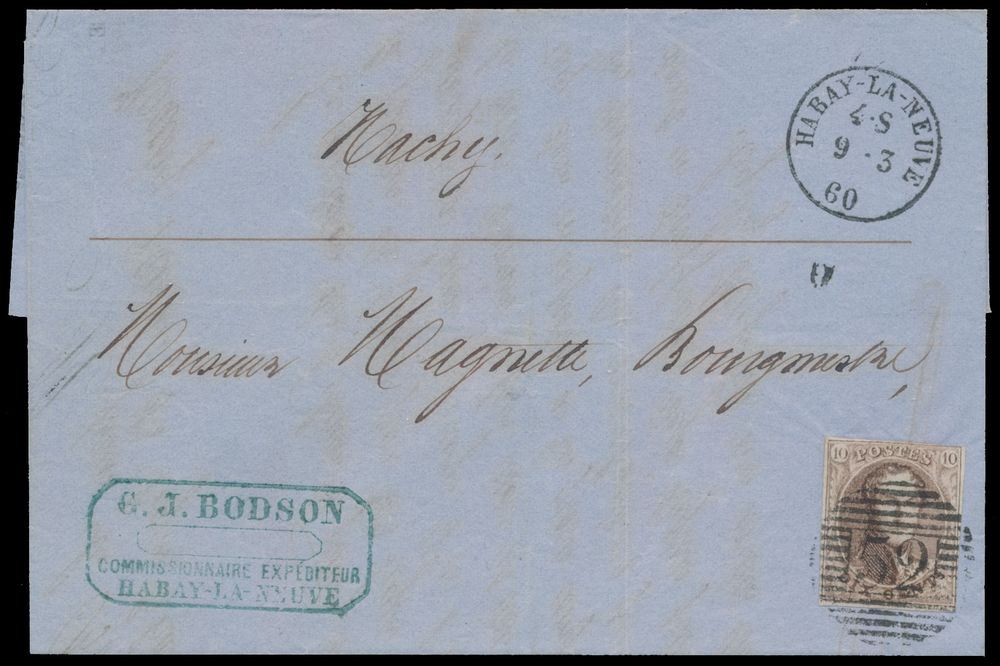 HABAY-LA-NEUVE
4·S
9 · 3
60
Hachy.
Monsieur Magnette, Bourgmestre,
10 POSTES 10
G. J. BODSON
COMMISSIONNAIRE EXPÉDITEUR
HABAY-LA-NEUVE